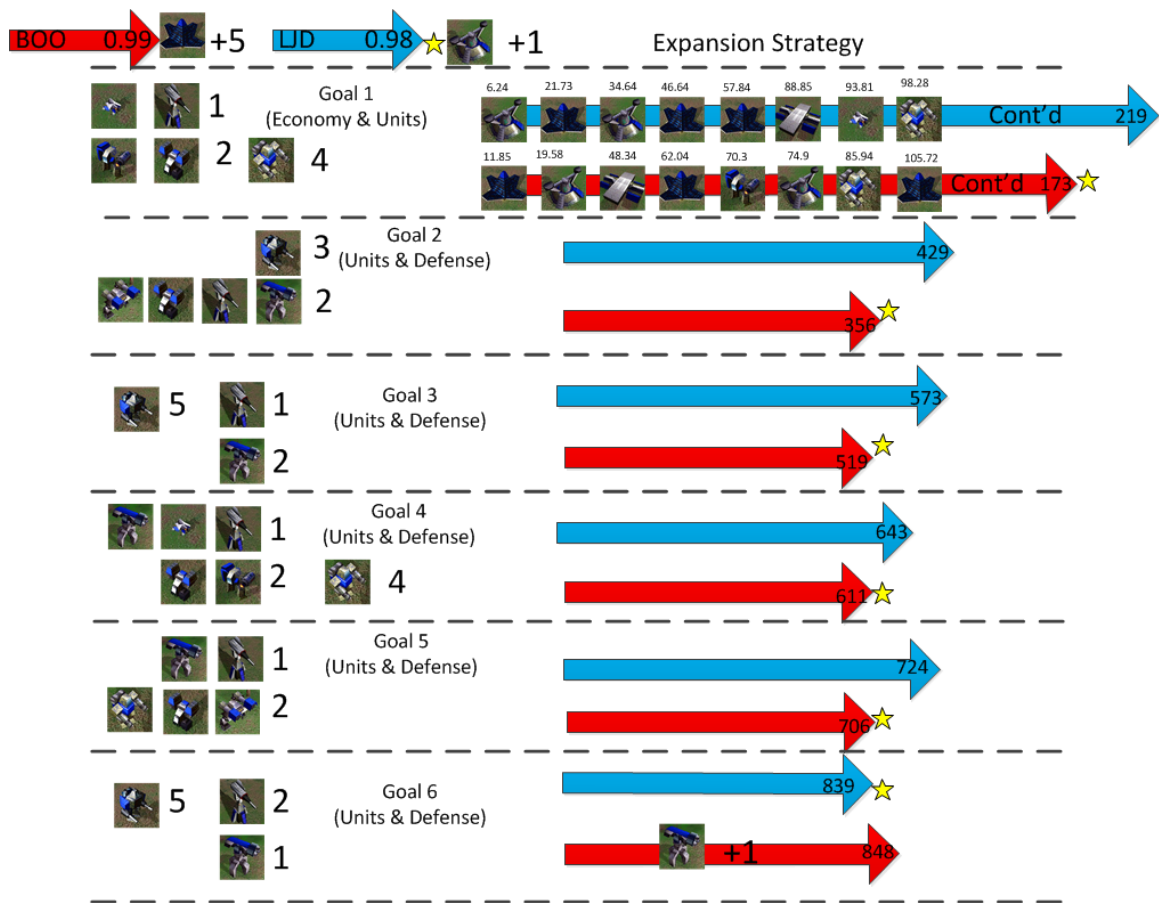 BOO 0.99 +5 LJD 0.98 +1 Expansion Strategy
1 Goal 1
(Economy & Units)
2 4
6.24 21.73 34.64 46.64 57.84 88.85 93.81 98.28
Cont'd 219
11.85 19.58 48.34 62.04 70.3 74.9 85.94 105.72
Cont'd 173
3 Goal 2
(Units & Defense)
2
429
356
5 1 Goal 3
(Units & Defense)
2
573
519
1 Goal 4
(Units & Defense)
2 4
643
611
1 Goal 5
(Units & Defense)
2
724
706
5 2 Goal 6
(Units & Defense)
1
839
+1 848